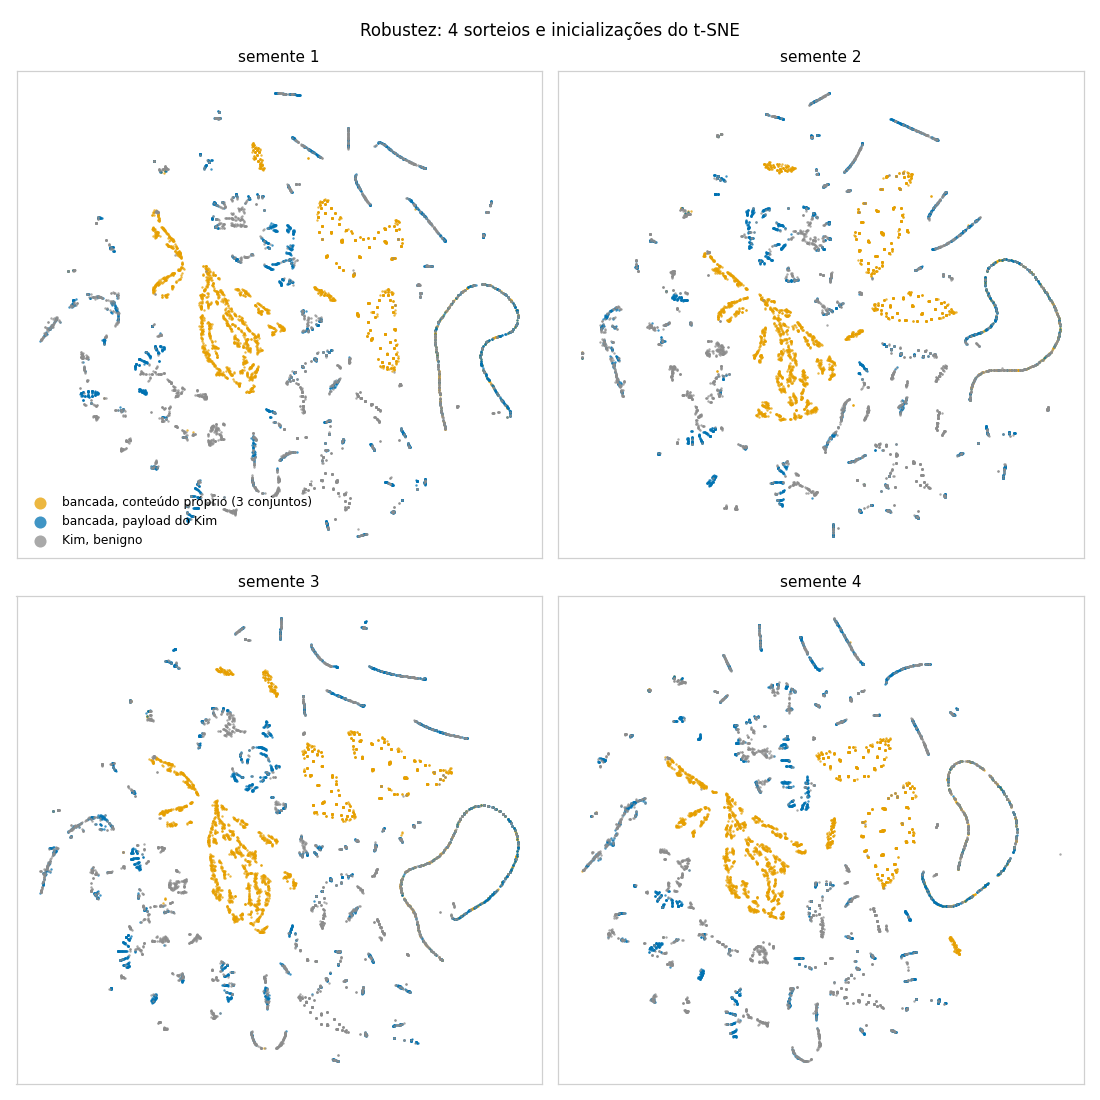 Robustez: 4 sorteios e inicializações do t-SNE
semente 1
semente 2
bancada, conteúdo próprio (3 conjuntos)
bancada, payload do Kim
Kim, benigno
semente 3
semente 4